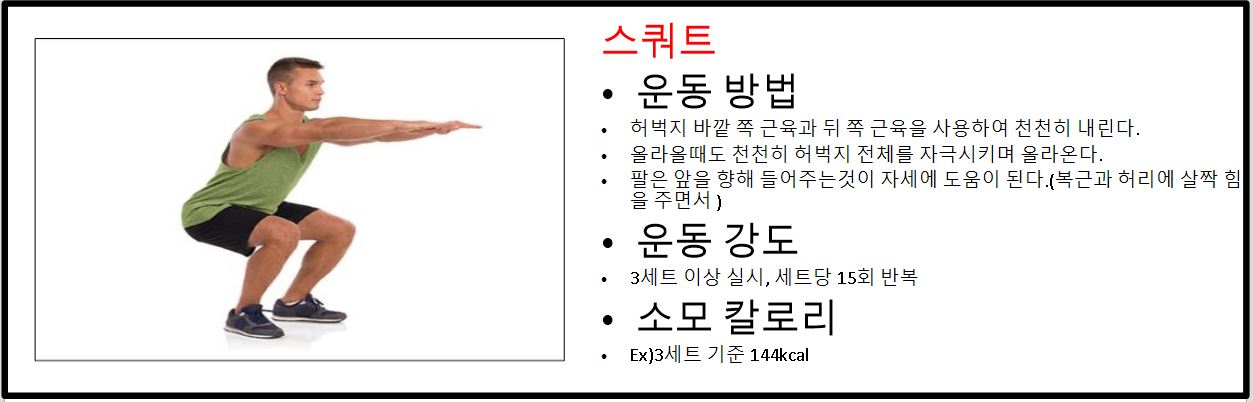 스쿼트
• 운동 방법
• 허벅지 바깥 쪽 근육과 뒤 쪽 근육을 사용하여 천천히 내린다.
• 올라올때도 천천히 허벅지 전체를 자극시키며 올라온다.
• 팔은 앞을 향해 들어주는것이 자세에 도움이 된다.(복근과 허리에 살짝 힘
을 주면서 )
• 운동 강도
• 3세트 이상 실시, 세트당 15회 반복
• 소모 칼로리
• Ex)3세트 기준 144kcal